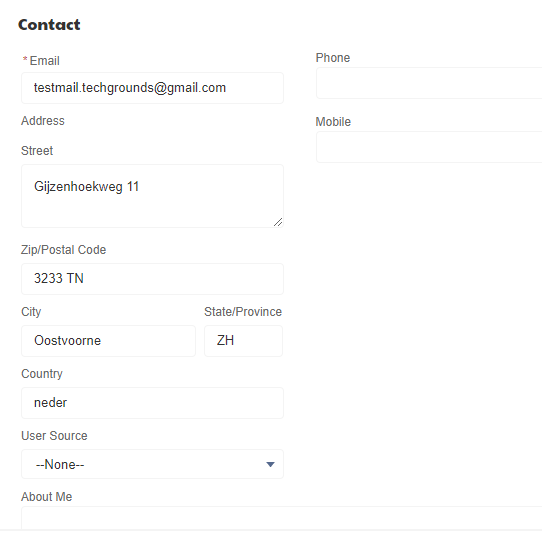 Contact
* Email
testmail.techgrounds@gmail.com
Address
Street
Gijzenhoekweg 11
Zip/Postal Code
3233 TN
City
State/Province
Oostvoorne
ZH
Country
neder
User Source
--None--
About Me
Phone
Mobile